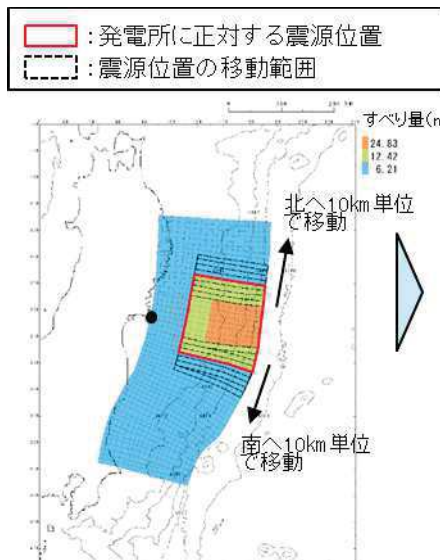 ：発電所に正対する震源位置
：震源位置の移動範囲
すべり量(m
24.83
12.42
6.21
北へ10km単位
で移動
南へ10km単位
で移動